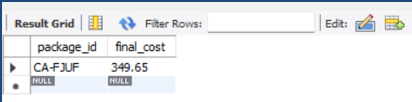 Result Grid Filter Rows: Edit:
package_id final_cost
CA-FJUF 349.65
NULL NULL